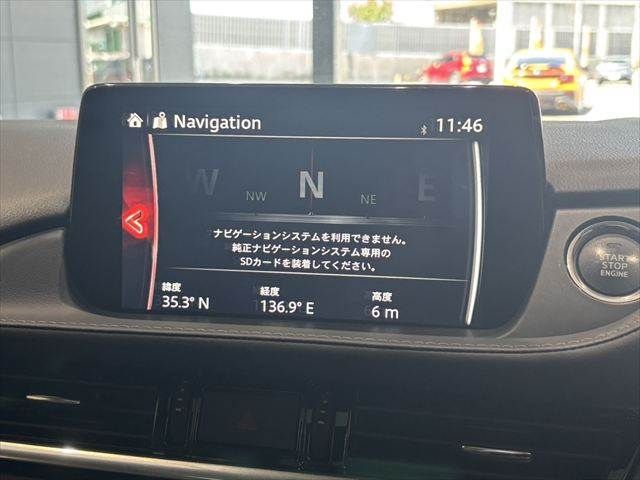 Navigation
11:46
W NW N NE E
ナビゲーションシステムを利用できません。
純正ナビゲーションシステム専用の
SDカードを装着してください。
緯度 経度 高度
35.3° N 136.9° E 6 m
START
STOP
ENGINE